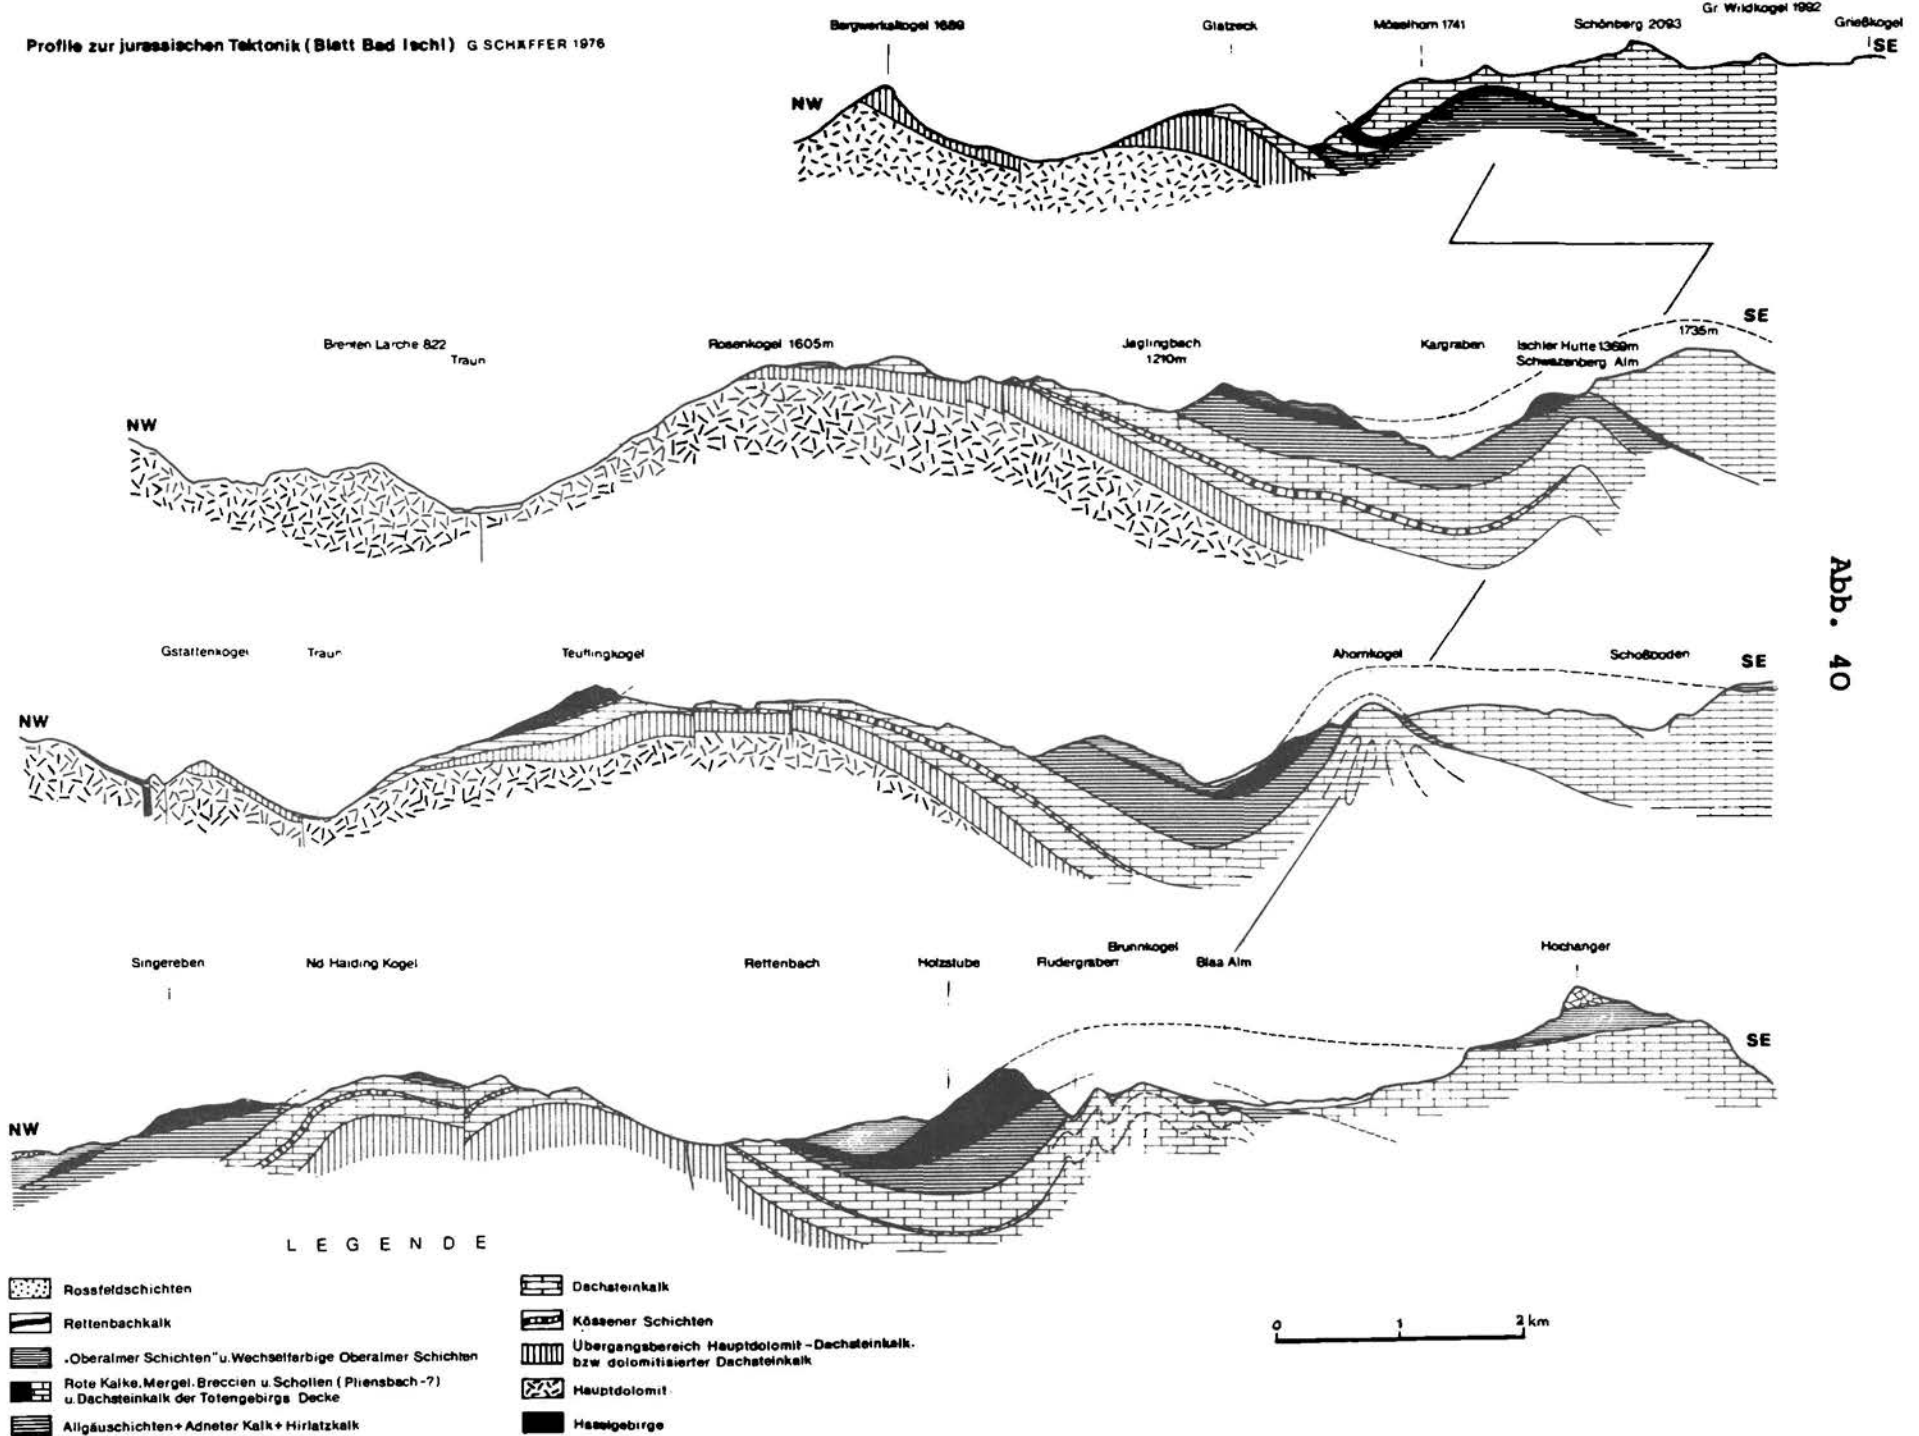 Profile zur jurassischen Tektonik (Blatt Bad Ischl) G SCHÄFFER 1976
Bergwerkskogel 1689
Glatzeck
Möselhorn 1741
Schönberg 2093
Gr. Wildkogel 1992
Grießkogel
SE
NW
Brenten Larche 822
Traun
Rosenkogel 1605m
Jaglingbach
1210m
Kargraben
Ischler Hutte 1369m
Schwazenberg Alm
1735m
SE
NW
Abb. 40
Gstattenkogel
Traun
Teuflingkogel
Ahornkogel
Schoßboden
SE
NW
Singereben
Nd Haiding Kogel
Rettenbach
Holzstube
Rudergraben
Brunnkogel
Blaa Alm
Hochanger
SE
NW
LEGENDE
Rossfeldschichten
Rettenbachkalk
„Oberalmer Schichten" u. Wechselfarbige Oberalmer Schichten
Rote Kalke, Mergel, Breccien u. Schollen (Pliensbach-?)
u. Dachsteinkalk der Totengebirgs Decke
Allgäuschichten + Adneter Kalk + Hirlatzkalk
Dachsteinkalk
Kössener Schichten
Übergangsbereich Hauptdolomit - Dachsteinkalk.
bzw dolomitisierter Dachsteinkalk
Hauptdolomit
Haselgebirge
0 1 2 km